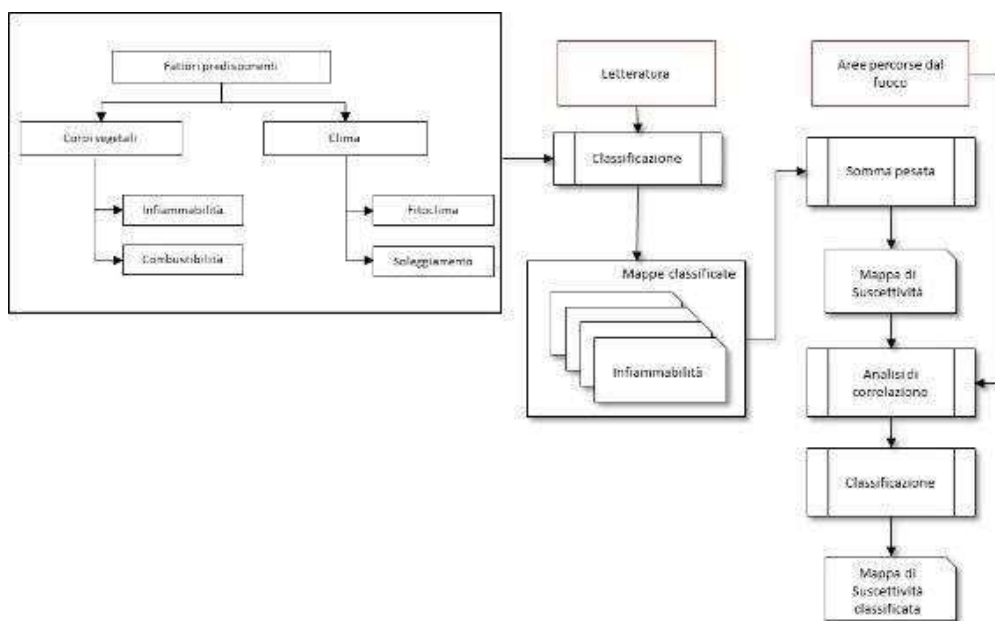 Fattori predisponenti
Corpi vegetali
Clima
Infiammabilità
Combustibilità
Fitoclima
Soleggiamento
Letteratura
Classificazione
Mappe classificate
Infiammabilità
Aree percorse dal
fuoco
Somma pesata
Mappa di
Suscettività
Analisi di
correlazione
Classificazione
Mappa di
Suscettività
classificata